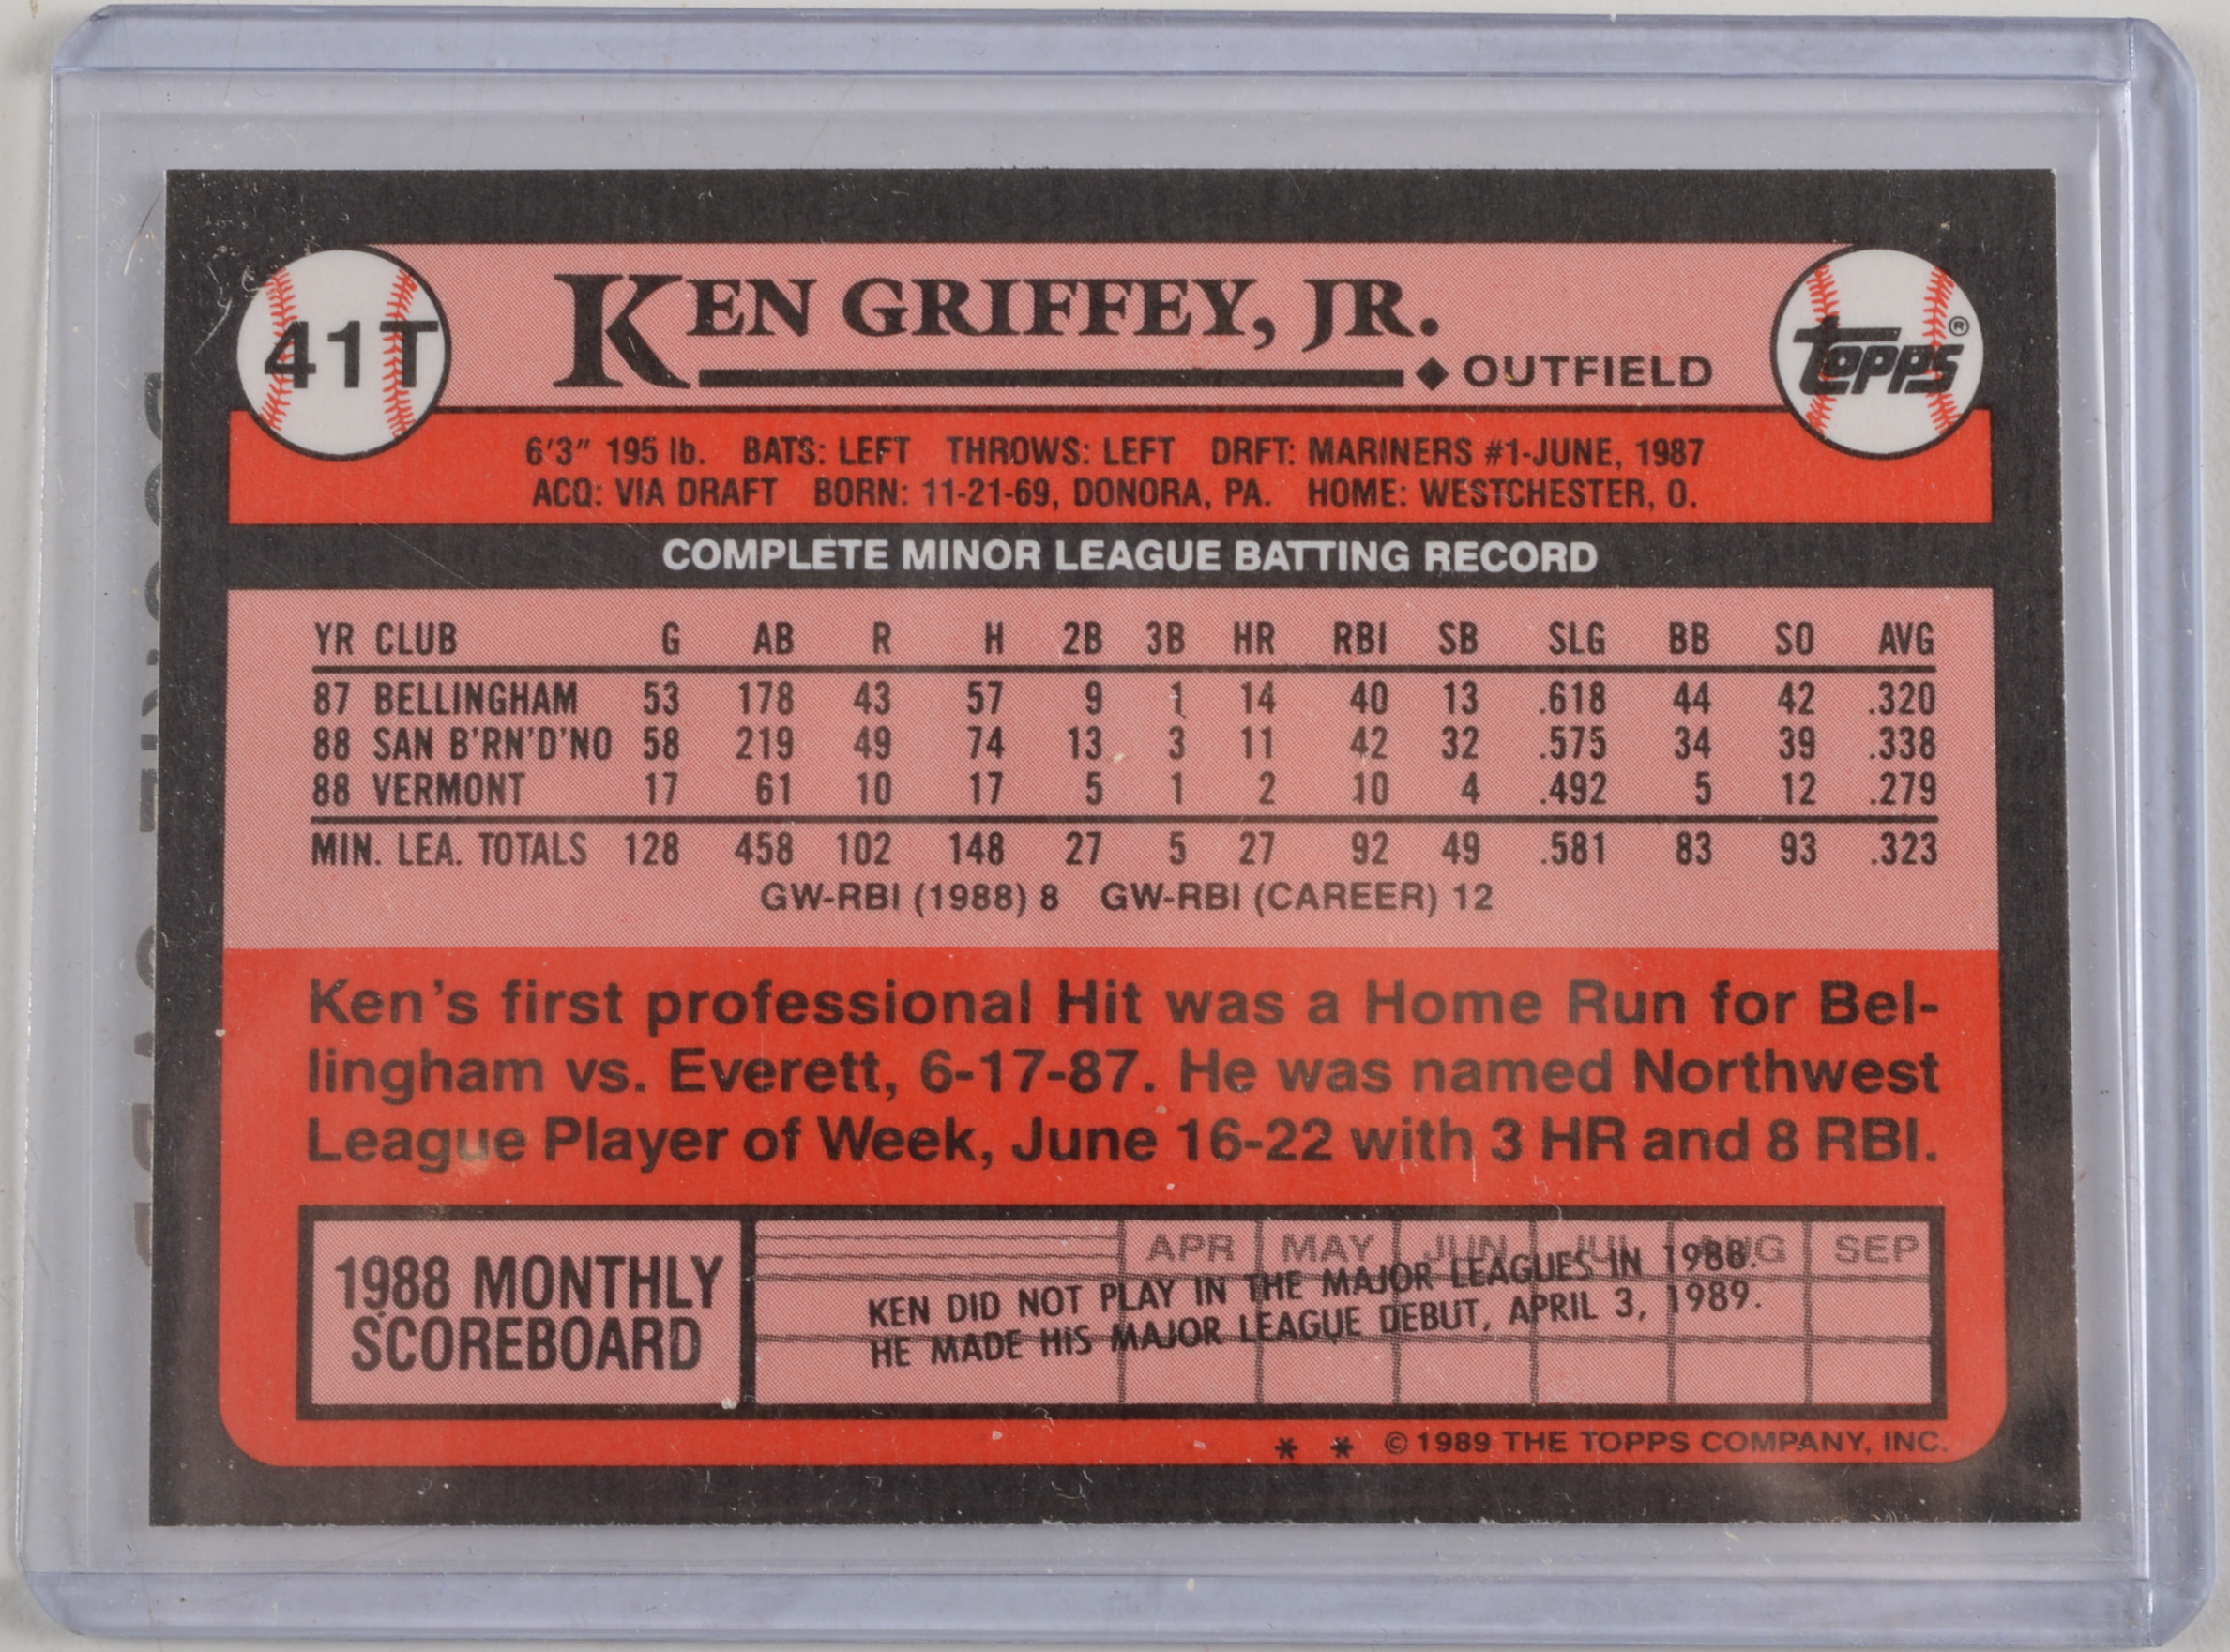 41T
KEN GRIFFEY, JR.
◆ OUTFIELD
TOPPS®
6'3" 195 lb. BATS: LEFT THROWS: LEFT DRFT: MARINERS #1-JUNE, 1987
ACQ: VIA DRAFT BORN: 11-21-69, DONORA, PA. HOME: WESTCHESTER, O.
COMPLETE MINOR LEAGUE BATTING RECORD
YR CLUB G AB R H 2B 3B HR RBI SB SLG BB SO AVG
87 BELLINGHAM 53 178 43 57 9 1 14 40 13 .618 44 42 .320
88 SAN B'RN'D'NO 58 219 49 74 13 3 11 42 32 .575 34 39 .338
88 VERMONT 17 61 10 17 5 1 2 10 4 .492 5 12 .279
MIN. LEA. TOTALS 128 458 102 148 27 5 27 92 49 .581 83 93 .323
GW-RBI (1988) 8 GW-RBI (CAREER) 12
Ken's first professional Hit was a Home Run for Bel-
lingham vs. Everett, 6-17-87. He was named Northwest
League Player of Week, June 16-22 with 3 HR and 8 RBI.
1988 MONTHLY
SCOREBOARD
APR MAY JUN JUL AUG SEP
KEN DID NOT PLAY IN THE MAJOR LEAGUES IN 1988.
HE MADE HIS MAJOR LEAGUE DEBUT, APRIL 3, 1989.
* * © 1989 THE TOPPS COMPANY, INC.